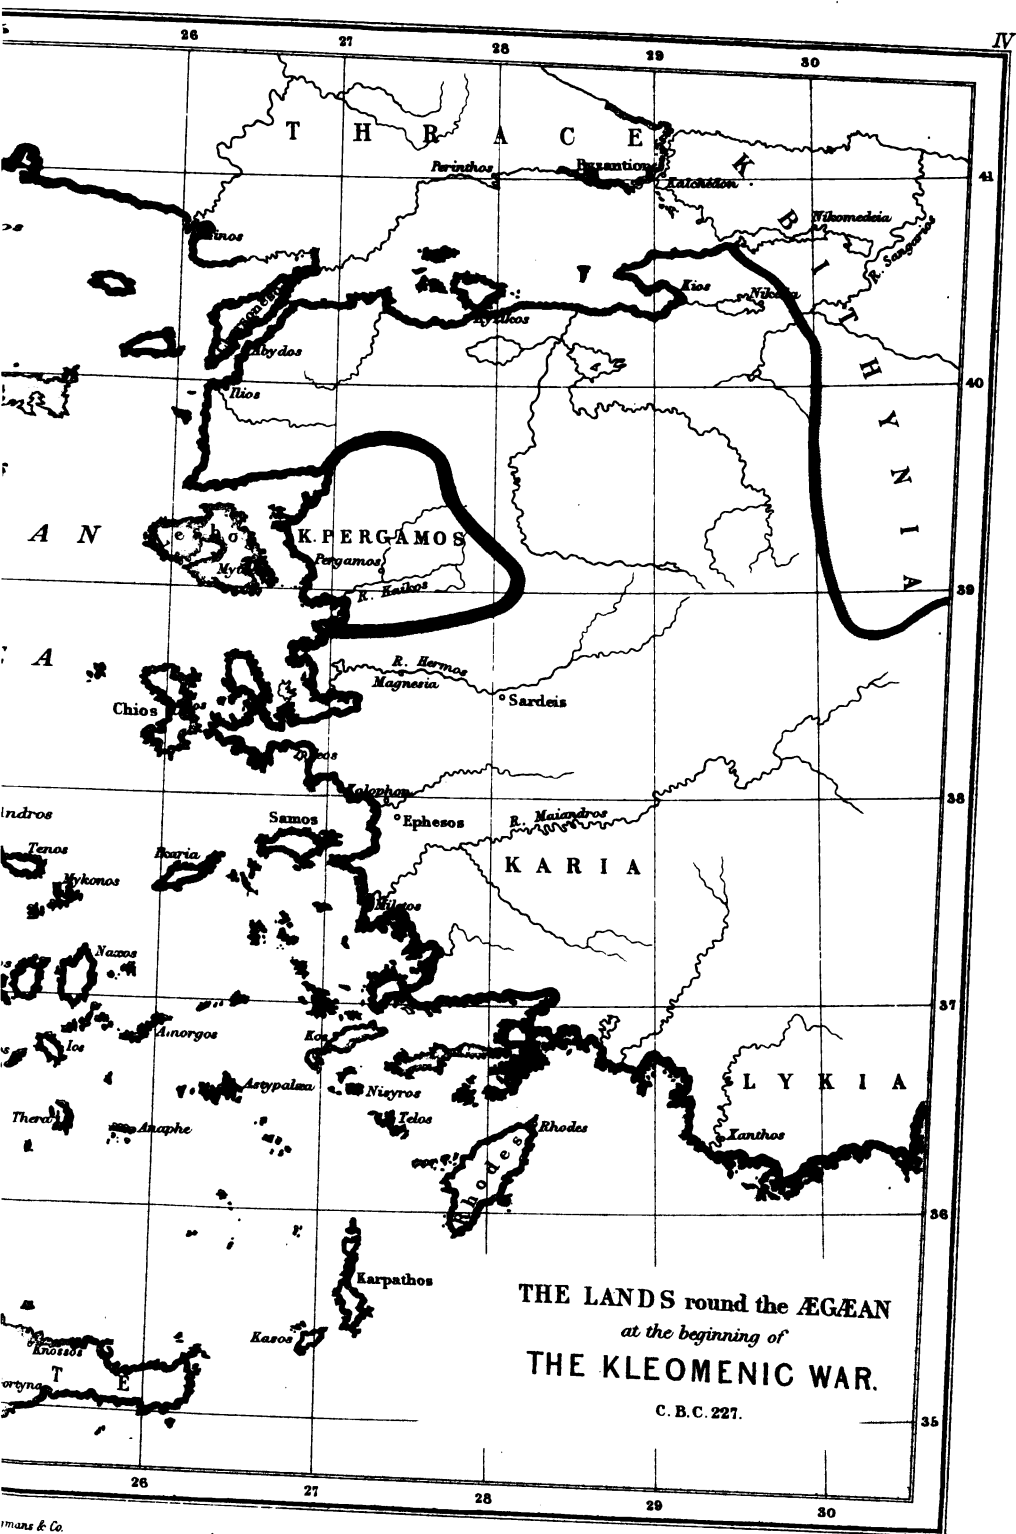 26 27 28 29 30
IV
T H R A C E
Perinthos
Byzantion
Kalchedon
41
K. B I T H Y N I A
Nikomedeia
R. Sangarios
Kios
Abydos
Ilios
40
A N
K. PERGAMOS
Pergamos
R. Kaikos
39
A
R. Hermos
Magnesia
Sardeis
Chios
Kolophon
38
Ephesos
R. Maiandros
Samos
Tenos
Ikaria
Mykonos
K A R I A
Miletos
Naxos
37
Amorgos
Ios
Kos
L Y K I A
Astypalæa
Nisyros
Thera
Anaphe
Telos
Rhodes
Xanthos
Rhodes
36
Karpathos
Kasos
Knossos
T E
THE LANDS round the ÆGÆAN
at the beginning of
THE KLEOMENIC WAR.
C. B.C. 227.
35
26 27 28 29 30